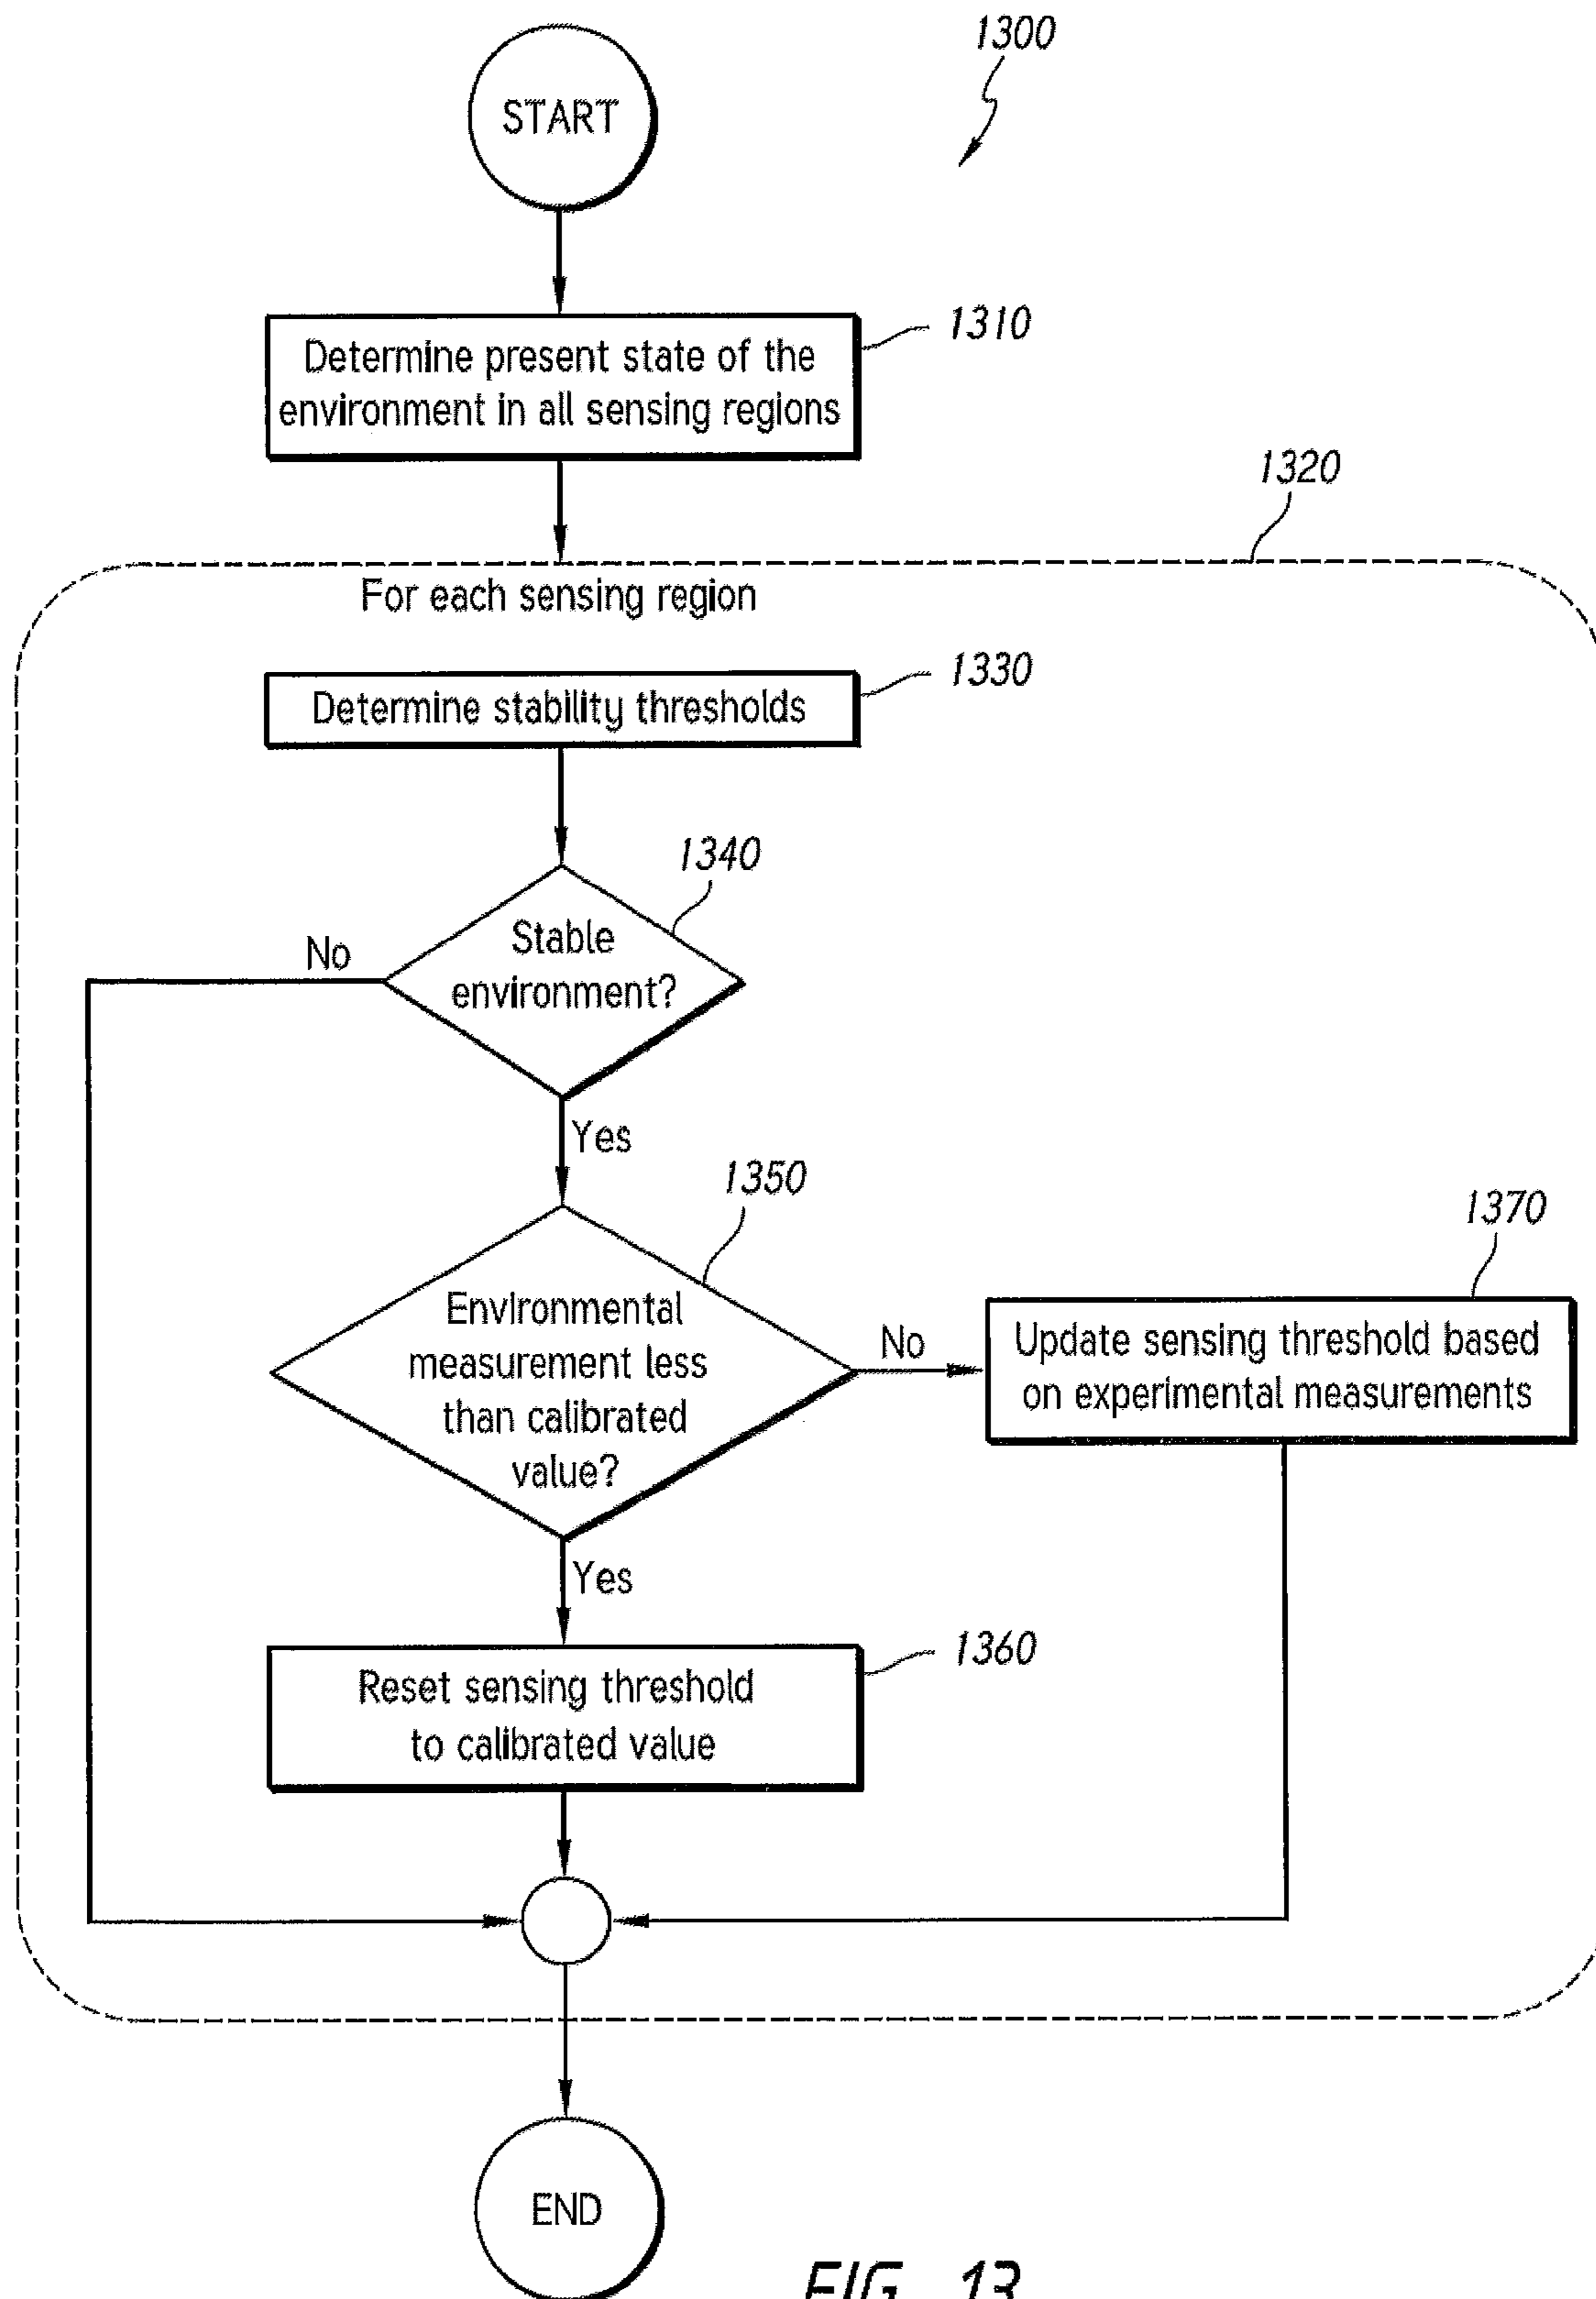 1300
START
1310
Determine present state of the
environment in all sensing regions
1320
For each sensing region
1330
Determine stability thresholds
1340
Stable
environment?
No
Yes
1350
1370
Environmental
measurement less
than calibrated
value?
No
Update sensing threshold based
on experimental measurements
Yes
1360
Reset sensing threshold
to calibrated value
END
FIG. 13